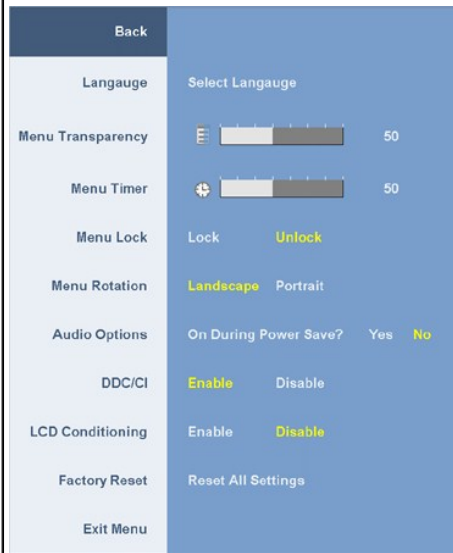 Back
Langauge Select Langauge
Menu Transparency 50
Menu Timer 50
Menu Lock Lock Unlock
Menu Rotation Landscape Portrait
Audio Options On During Power Save? Yes No
DDC/CI Enable Disable
LCD Conditioning Enable Disable
Factory Reset Reset All Settings
Exit Menu